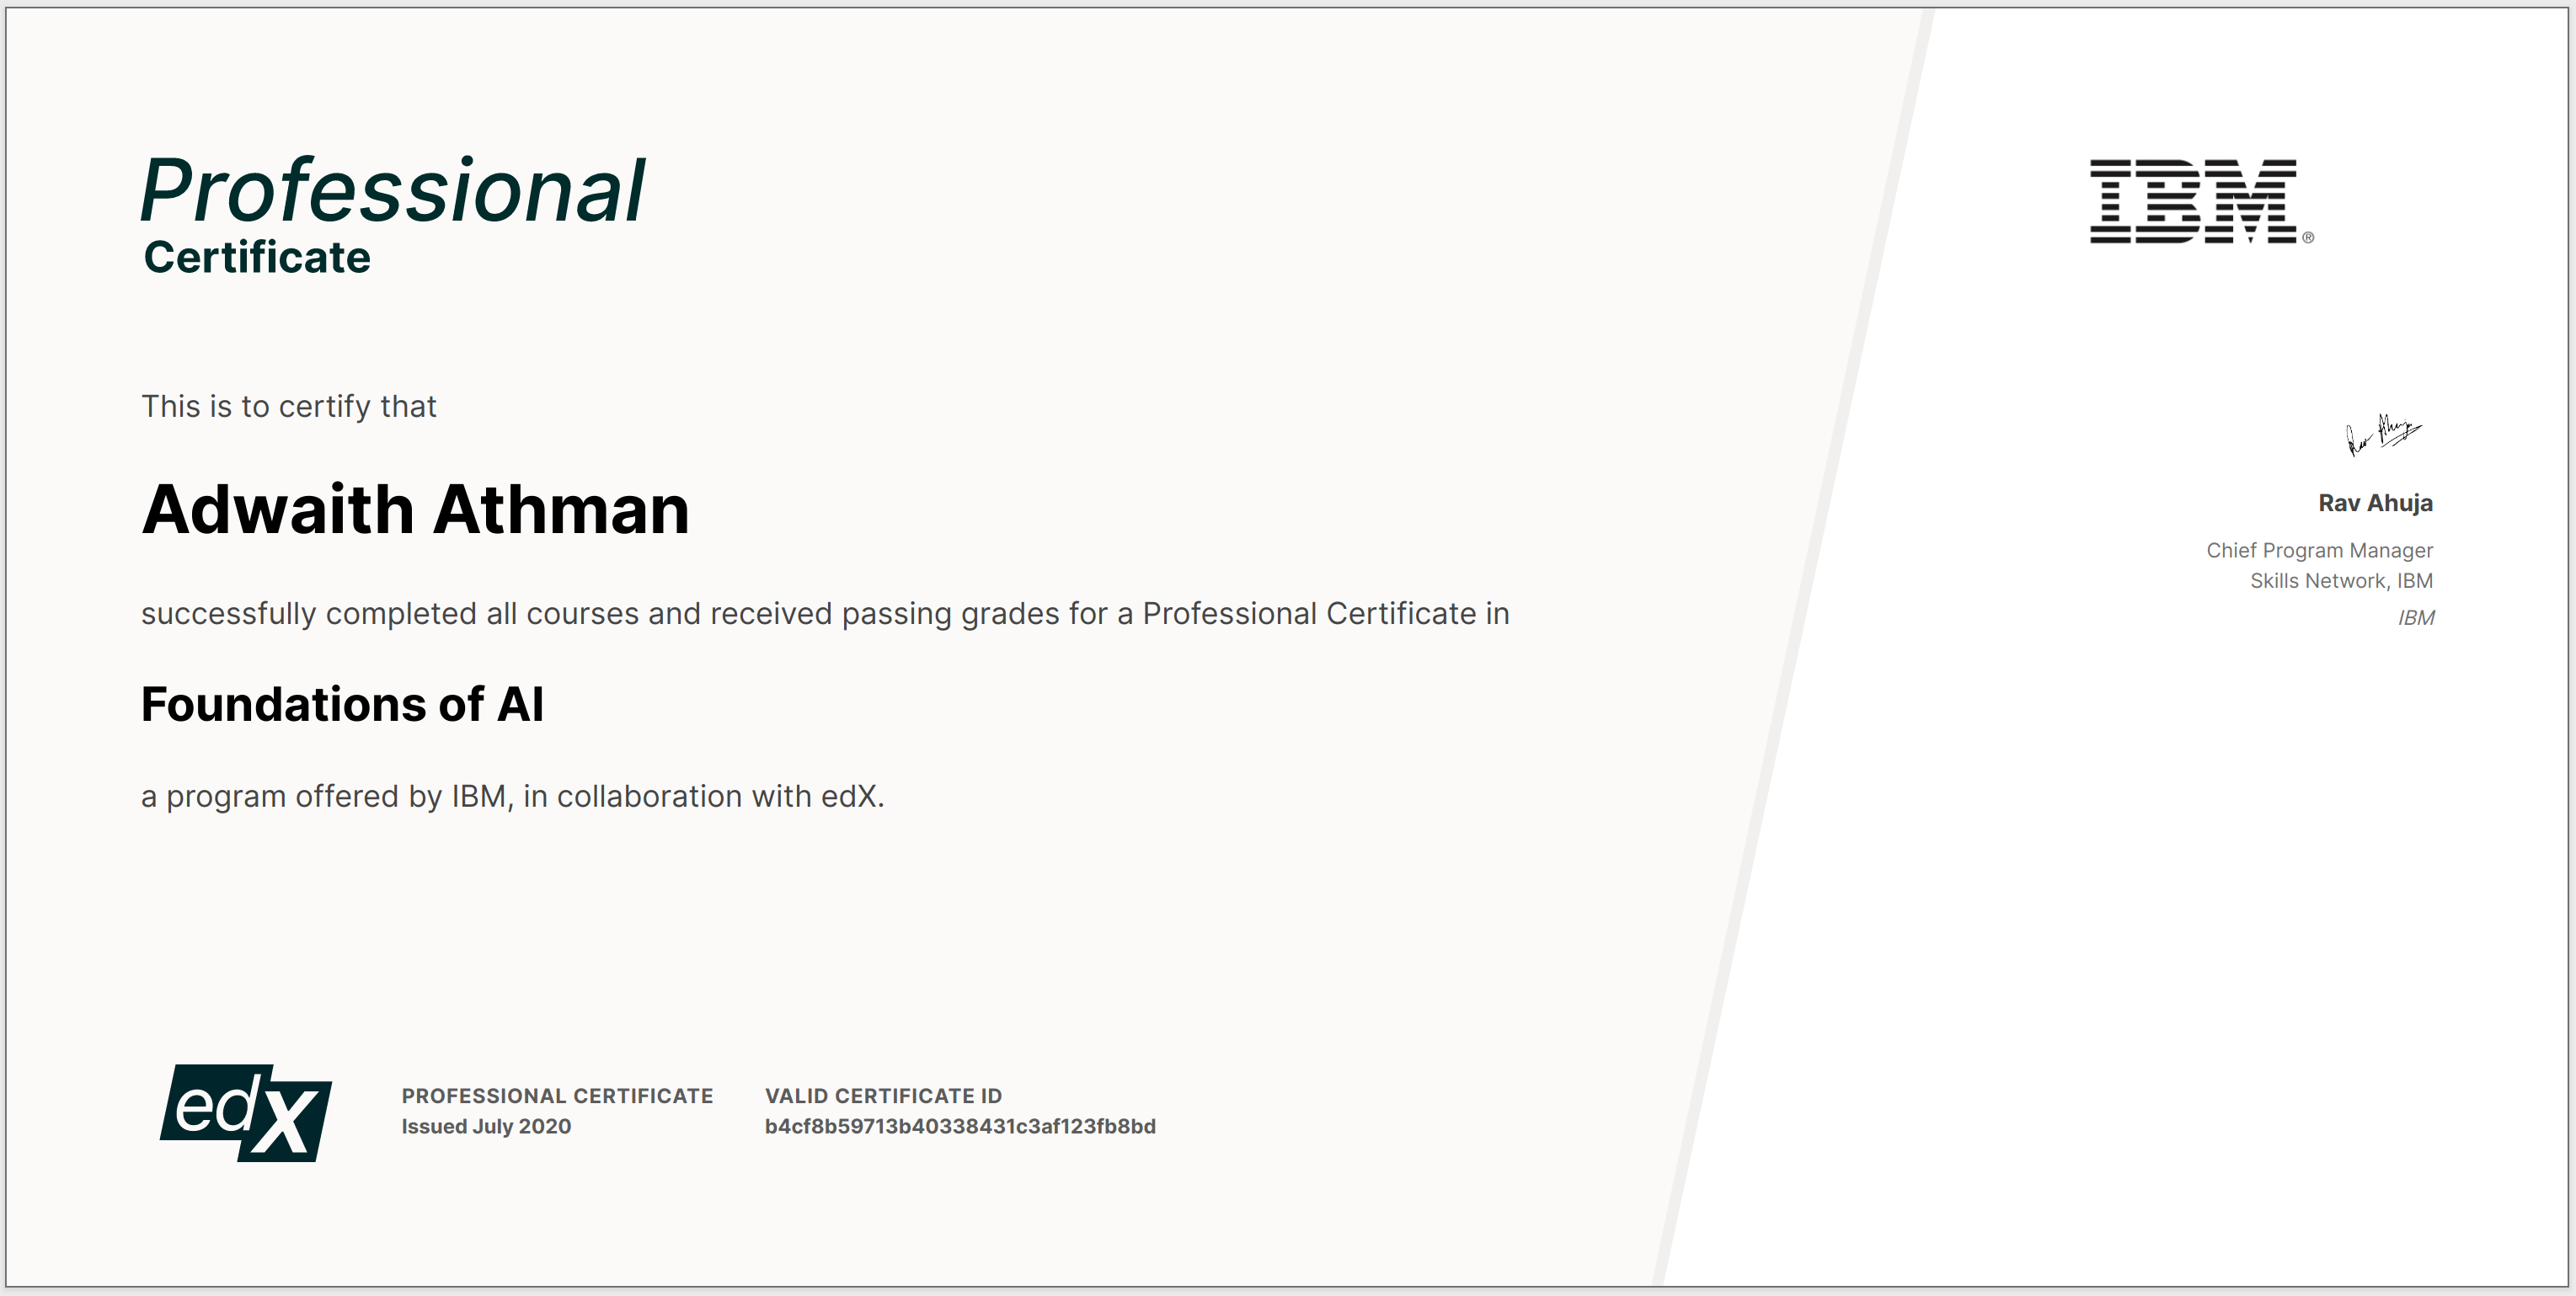 Professional
Certificate
This is to certify that
Adwaith Athman
successfully completed all courses and received passing grades for a Professional Certificate in
Foundations of AI
a program offered by IBM, in collaboration with edX.
edX
PROFESSIONAL CERTIFICATE
Issued July 2020
VALID CERTIFICATE ID
b4cf8b59713b40338431c3af123fb8bd
IBM®
Rav Ahuja
Rav Ahuja
Chief Program Manager
Skills Network, IBM
IBM